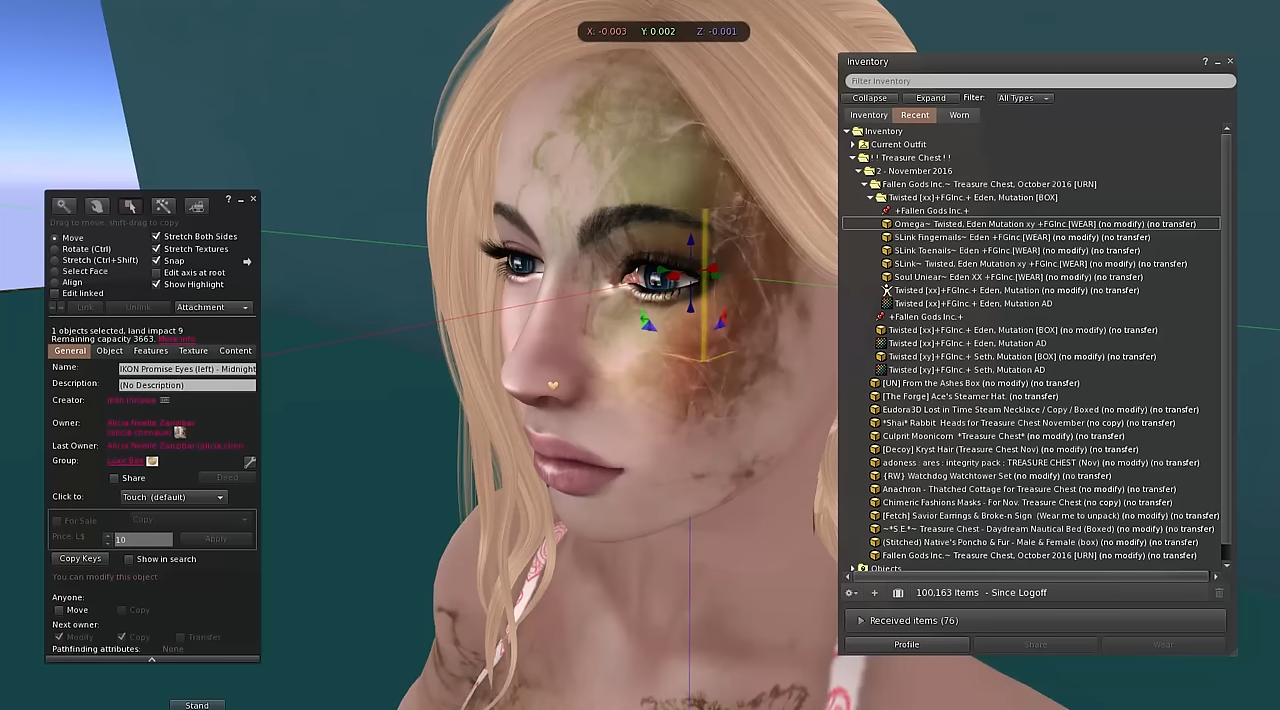 X: -0.003 Y: 0.002 Z: -0.001
Drag to move, shift-drag to copy
Move
Rotate (Ctrl)
Stretch (Ctrl+Shift)
Select Face
Align
Edit linked
Stretch Both Sides
Stretch Textures
Snap
Edit axis at root
Show Highlight
Link Unlink Attachment
1 objects selected, land impact 9
Remaining capacity 3663. More info
General Object Features Texture Content
Name: IKON Promise Eyes (left) - Midnight
Description: (No Description)
Creator:
Owner:
Last Owner:
Group:
Share Deed
Click to: Touch (default)
For Sale Copy
Price: L$ 10 Apply
Copy Keys Show in search
You can modify this object
Anyone:
Move Copy
Next owner:
Modify Copy Transfer
Pathfinding attributes: None
Stand
Inventory ? _ ×
Filter Inventory
Collapse Expand Filter: All Types
Inventory Recent Worn
Inventory
Current Outfit
! ! Treasure Chest ! !
2 - November 2016
Fallen Gods Inc.~ Treasure Chest, October 2016 [URN]
Twisted [xx]+FGInc.+ Eden, Mutation [BOX]
+Fallen Gods Inc.+
Omega~ Twisted, Eden Mutation xy +FGInc [WEAR] (no modify) (no transfer)
SLink Fingernails~ Eden +FGInc [WEAR] (no modify) (no transfer)
SLink Toenails~ Eden +FGInc [WEAR] (no modify) (no transfer)
SLink~ Twisted, Eden Mutation xy +FGInc [WEAR] (no modify) (no transfer)
Soul Uniear~ Eden XX +FGInc [WEAR] (no modify) (no transfer)
Twisted [xx]+FGInc.+ Eden, Mutation (no modify) (no transfer)
Twisted [xx]+FGInc.+ Eden, Mutation AD
+Fallen Gods Inc.+
Twisted [xx]+FGInc.+ Eden, Mutation [BOX] (no modify) (no transfer)
Twisted [xx]+FGInc.+ Eden, Mutation AD
Twisted [xy]+FGInc.+ Seth, Mutation [BOX] (no modify) (no transfer)
Twisted [xy]+FGInc.+ Seth, Mutation AD
[UN] From the Ashes Box (no modify) (no transfer)
[The Forge] Ace's Steamer Hat. (no transfer)
Eudora3D Lost in Time Steam Necklace / Copy / Boxed (no modify) (no transfer)
*Shai* Rabbit Heads for Treasure Chest November (no copy) (no transfer)
Culprit Moonicorn *Treasure Chest* (no modify)
[Decoy] Kryst Hair (Treasure Chest Nov) (no modify) (no transfer)
adoness : ares : integrity pack ; TREASURE CHEST (Nov) (no modify) (no transfer)
{RW} Watchdog Watchtower Set (no modify) (no transfer)
Anachron - Thatched Cottage for Treasure Chest (no modify) (no transfer)
Chimeric Fashions Masks - For Nov. Treasure Chest (no copy) (no transfer)
[Fetch] Savior Earrings & Broke-n Sign (Wear me to unpack) (no modify) (no transfer)
~*S.E.*~ Treasure Chest - Daydream Nautical Bed (Boxed) (no modify) (no transfer)
(Stitched) Native's Poncho & Fur - Male & Female (box) (no modify) (no transfer)
Fallen Gods Inc.~ Treasure Chest, October 2016 [URN] (no modify) (no transfer)
Objects
100,163 Items - Since Logoff
Received items (76)
Profile Share Wear